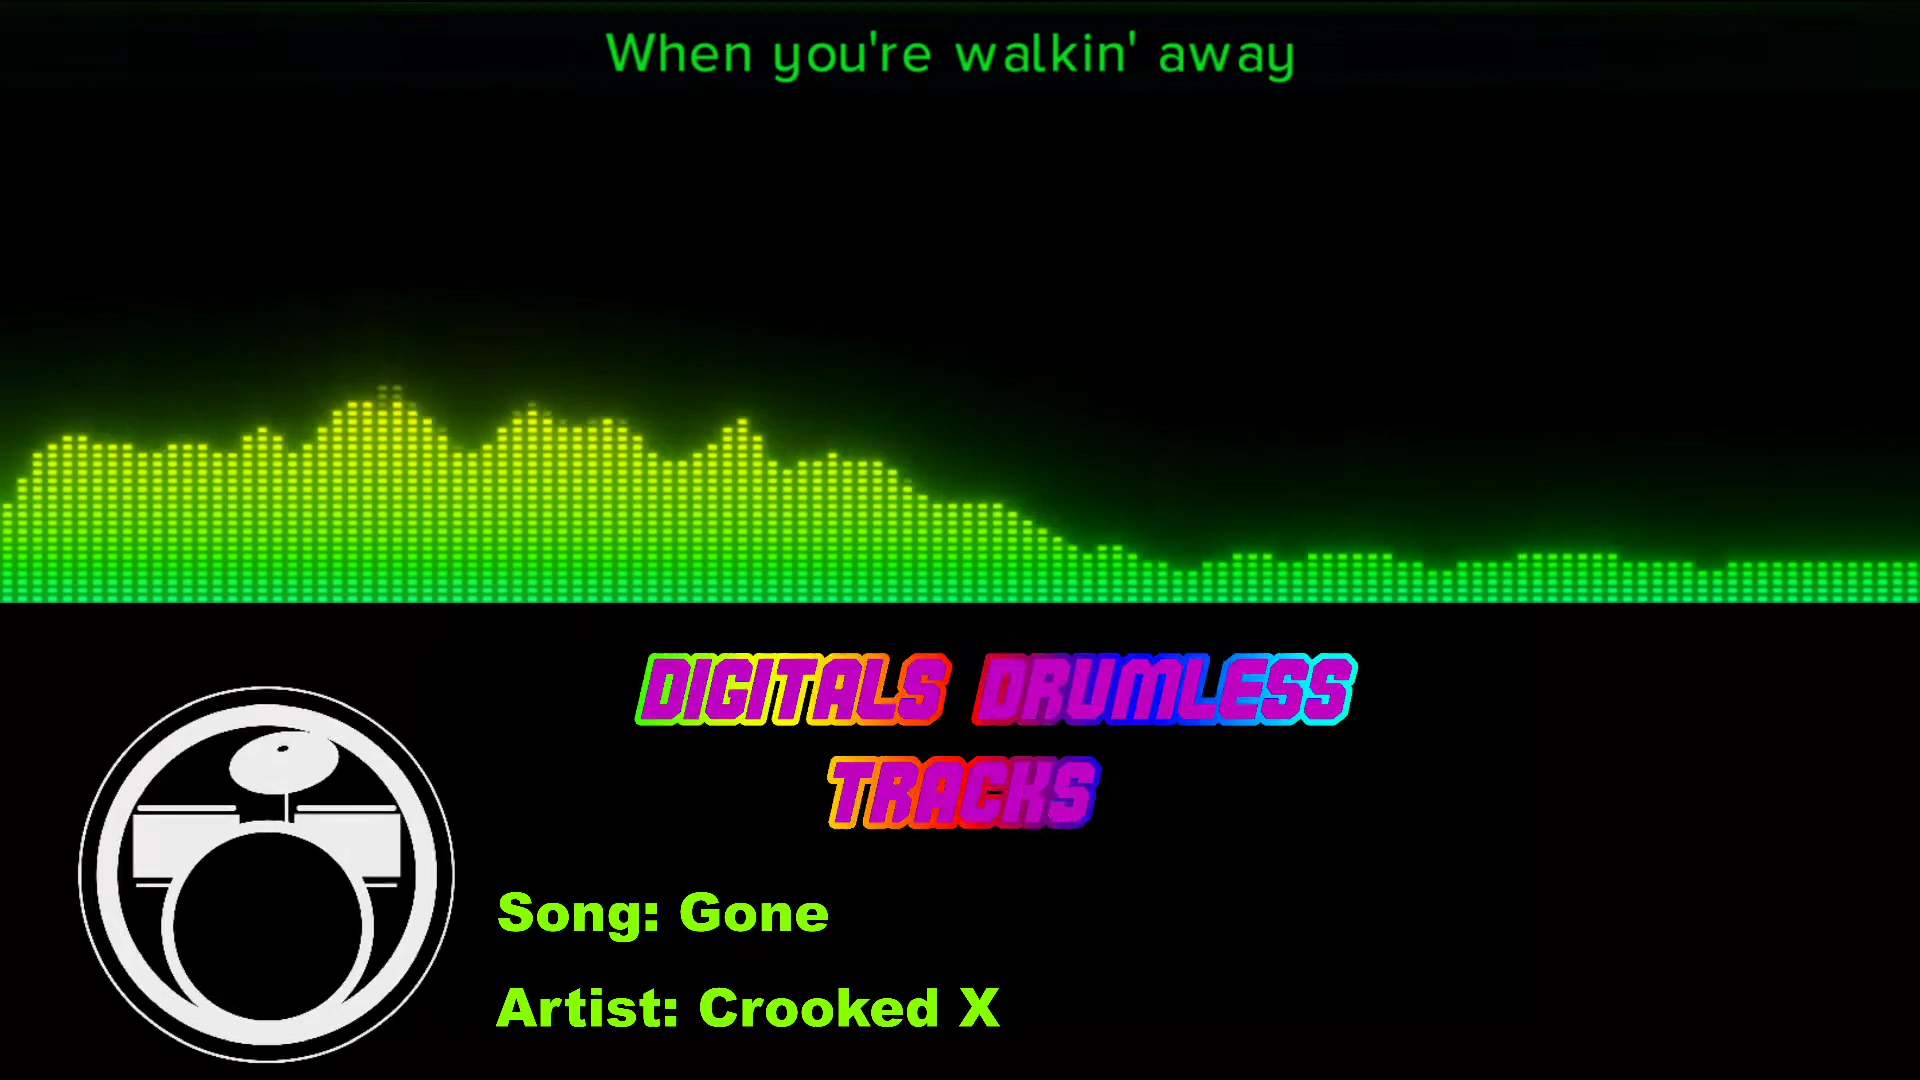 When you're walkin' away
DIGITALS DRUMLESS
TRACKS
Song: Gone
Artist: Crooked X